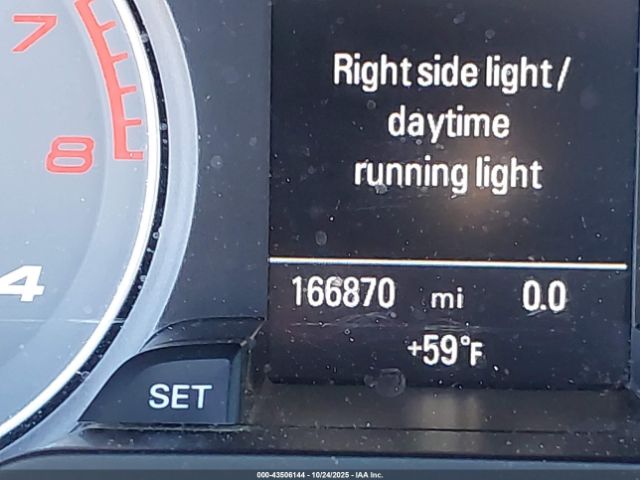 7
8
4
Right side light/
daytime
running light
166870 mi 0.0
+59°F
SET
000-43506144 - 10/24/2025 - IAA Inc.